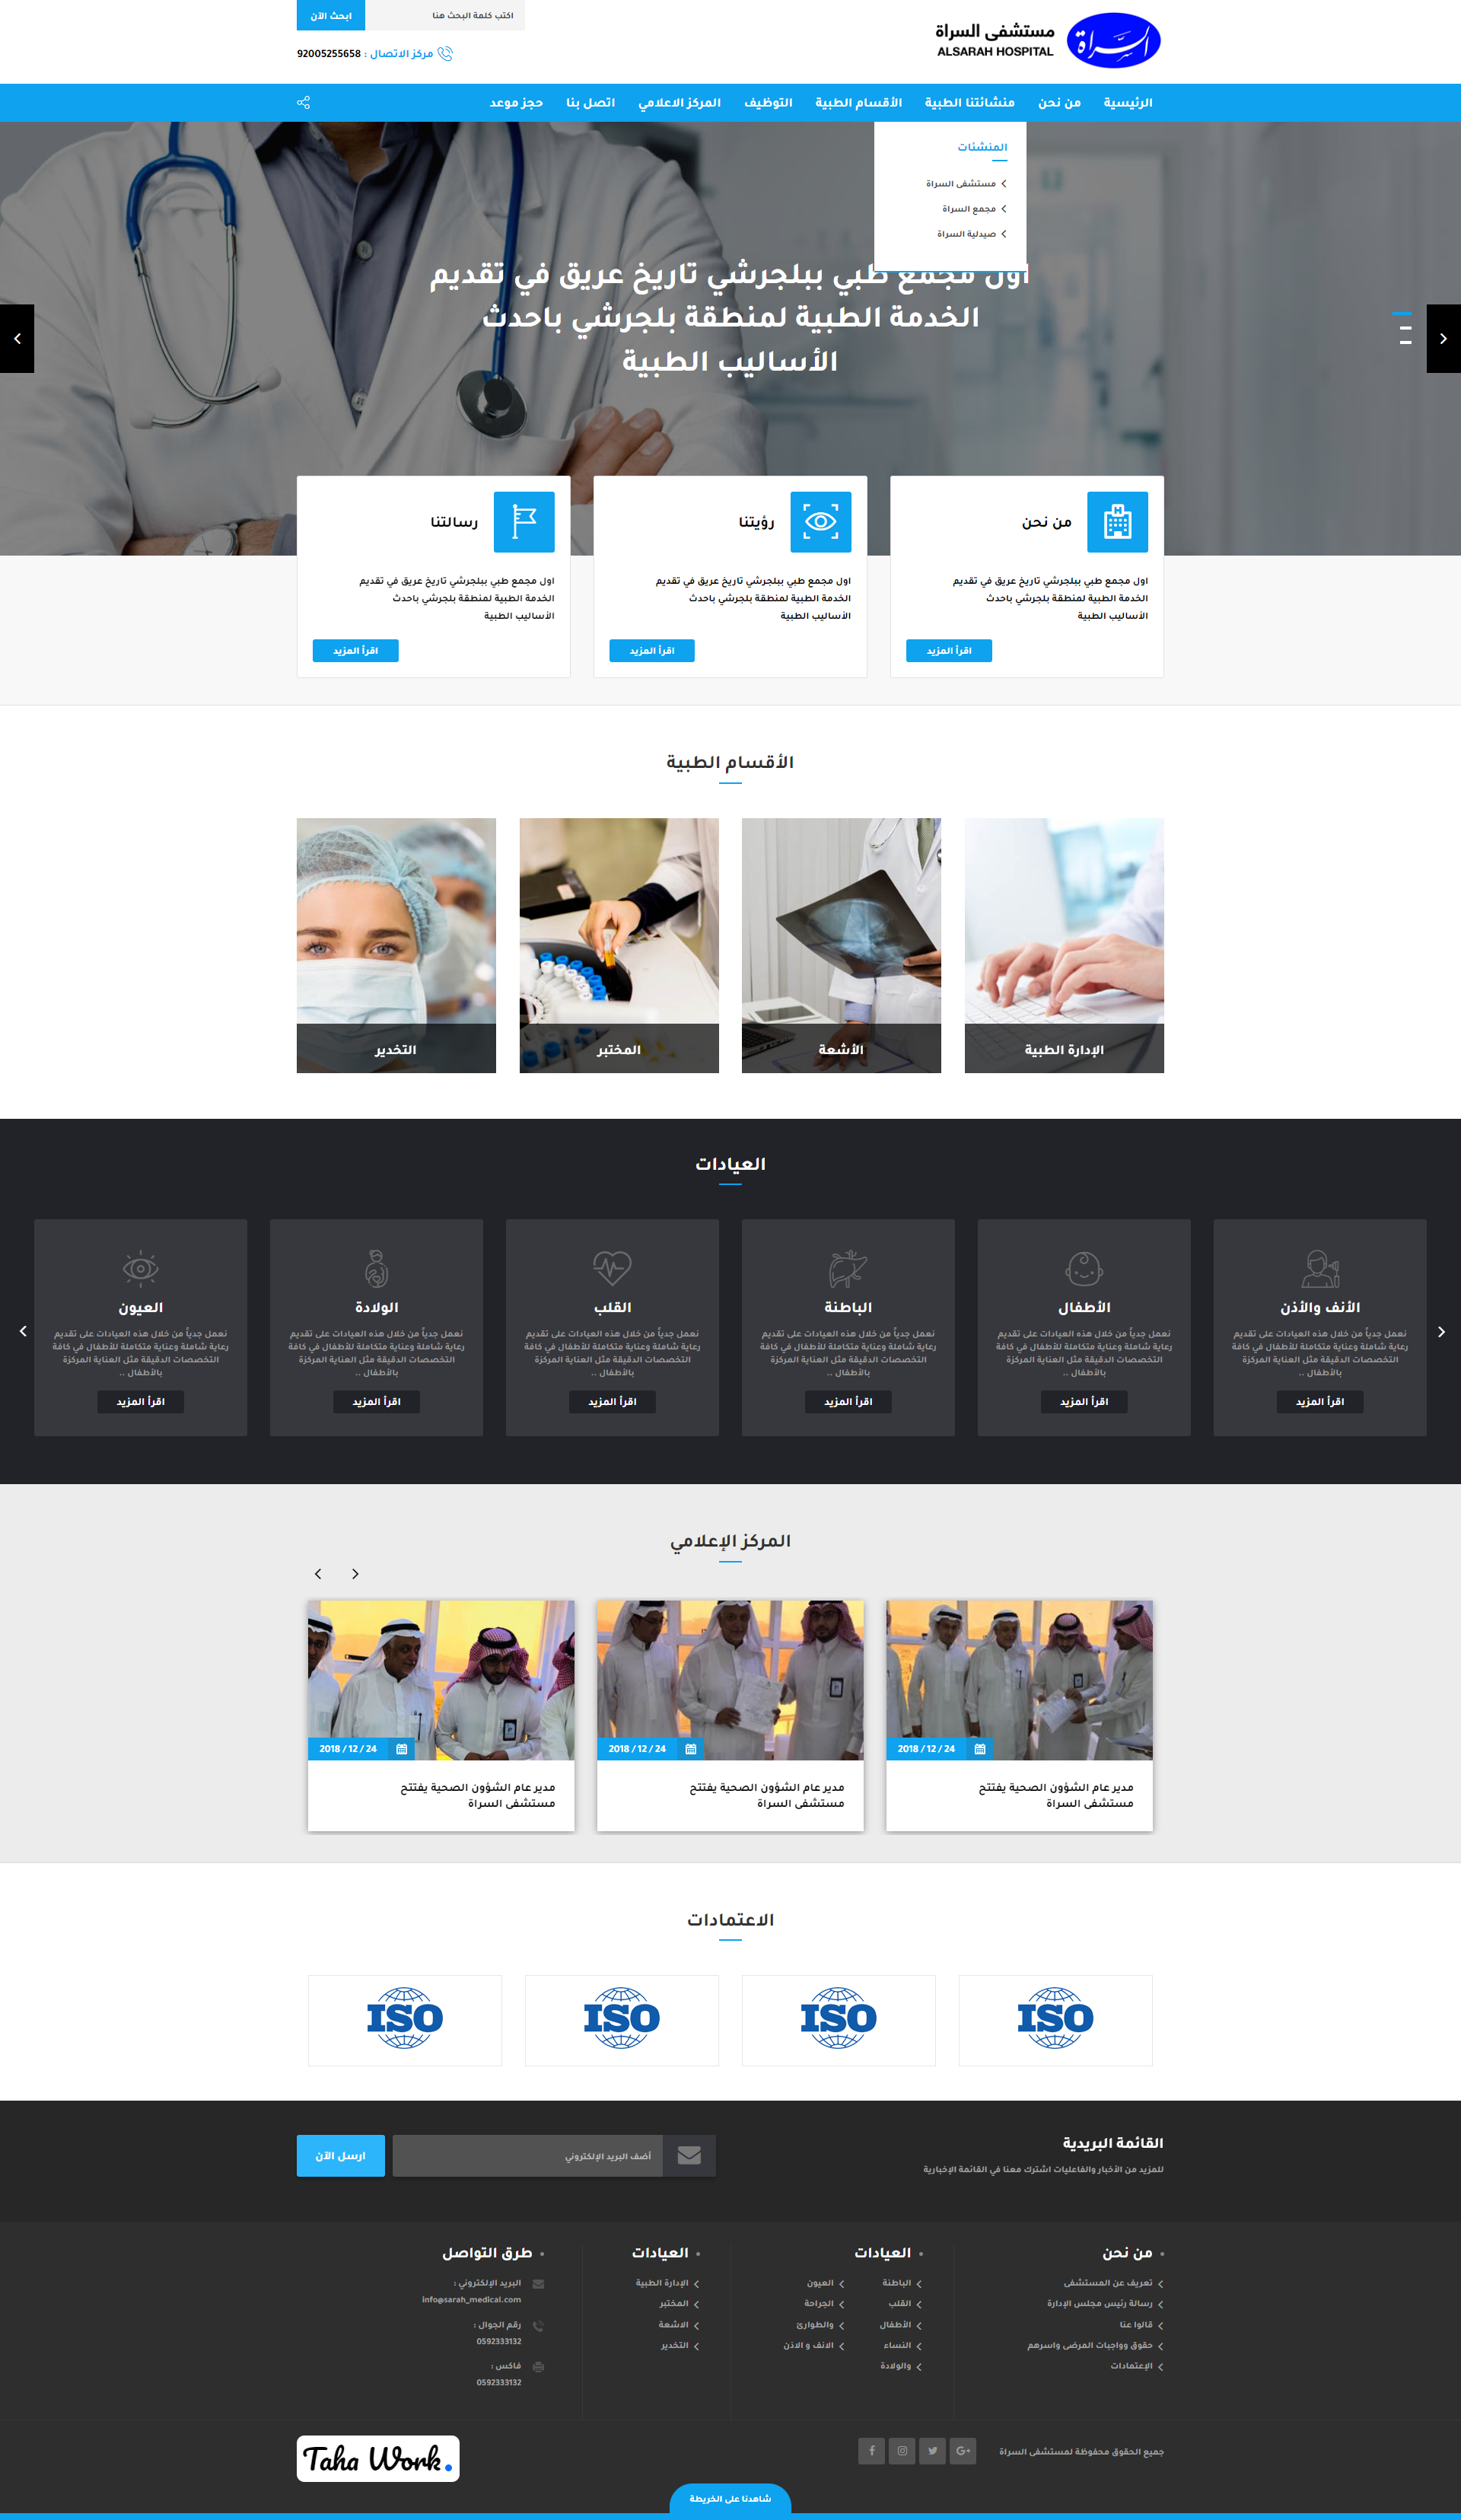 السراة
مستشفى السراة
ALSARAH HOSPITAL
اكتب كلمة البحث هنا
ابحث الآن
مركز الاتصال : 92005255658
الرئيسية
من نحن
منشائتنا الطبية
الأقسام الطبية
التوظيف
المركز الاعلامي
اتصل بنا
حجز موعد
المنشئات
مستشفى السراة
مجمع السراة
صيدلية السراة
اول مجمع طبي ببلجرشي تاريخ عريق في تقديم
الخدمة الطبية لمنطقة بلجرشي باحدث
الأساليب الطبية
من نحن
اول مجمع طبي ببلجرشي تاريخ عريق في تقديم
الخدمة الطبية لمنطقة بلجرشي باحدث
الأساليب الطبية
اقرأ المزيد
رؤيتنا
اول مجمع طبي ببلجرشي تاريخ عريق في تقديم
الخدمة الطبية لمنطقة بلجرشي باحدث
الأساليب الطبية
اقرأ المزيد
رسالتنا
اول مجمع طبي ببلجرشي تاريخ عريق في تقديم
الخدمة الطبية لمنطقة بلجرشي باحدث
الأساليب الطبية
اقرأ المزيد
الأقسام الطبية
الإدارة الطبية
الأشعة
المختبر
التخدير
العيادات
الأنف والأذن
نعمل جدياً من خلال هذه العيادات على تقديم
رعاية شاملة وعناية متكاملة للأطفال في كافة
التخصصات الدقيقة مثل العناية المركزة
بالأطفال ..
اقرأ المزيد
الأطفال
نعمل جدياً من خلال هذه العيادات على تقديم
رعاية شاملة وعناية متكاملة للأطفال في كافة
التخصصات الدقيقة مثل العناية المركزة
بالأطفال ..
اقرأ المزيد
الباطنة
نعمل جدياً من خلال هذه العيادات على تقديم
رعاية شاملة وعناية متكاملة للأطفال في كافة
التخصصات الدقيقة مثل العناية المركزة
بالأطفال ..
اقرأ المزيد
القلب
نعمل جدياً من خلال هذه العيادات على تقديم
رعاية شاملة وعناية متكاملة للأطفال في كافة
التخصصات الدقيقة مثل العناية المركزة
بالأطفال ..
اقرأ المزيد
الولادة
نعمل جدياً من خلال هذه العيادات على تقديم
رعاية شاملة وعناية متكاملة للأطفال في كافة
التخصصات الدقيقة مثل العناية المركزة
بالأطفال ..
اقرأ المزيد
العيون
نعمل جدياً من خلال هذه العيادات على تقديم
رعاية شاملة وعناية متكاملة للأطفال في كافة
التخصصات الدقيقة مثل العناية المركزة
بالأطفال ..
اقرأ المزيد
المركز الإعلامي
2018 / 12 / 24
مدير عام الشؤون الصحية يفتتح
مستشفى السراة
2018 / 12 / 24
مدير عام الشؤون الصحية يفتتح
مستشفى السراة
2018 / 12 / 24
مدير عام الشؤون الصحية يفتتح
مستشفى السراة
الاعتمادات
ISO
ISO
ISO
ISO
القائمة البريدية
للمزيد من الأخبار والفاعليات اشترك معنا في القائمة الإخبارية
أضف البريد الإلكتروني
ارسل الآن
من نحن
تعريف عن المستشفى
رسالة رئيس مجلس الإدارة
قالوا عنا
حقوق وواجبات المرضى واسرهم
الإعتمادات
العيادات
الباطنة
القلب
الأطفال
النساء
والولادة
العيون
الجراحة
والطوارئ
الانف و الاذن
العيادات
الإدارة الطبية
المختبر
الاشعة
التخدير
طرق التواصل
البريد الإلكتروني :
info@sarah_medical.com
رقم الجوال :
0592333132
فاكس :
0592333132
جميع الحقوق محفوظة لمستشفى السراة
Taha Work.
شاهدنا على الخريطة